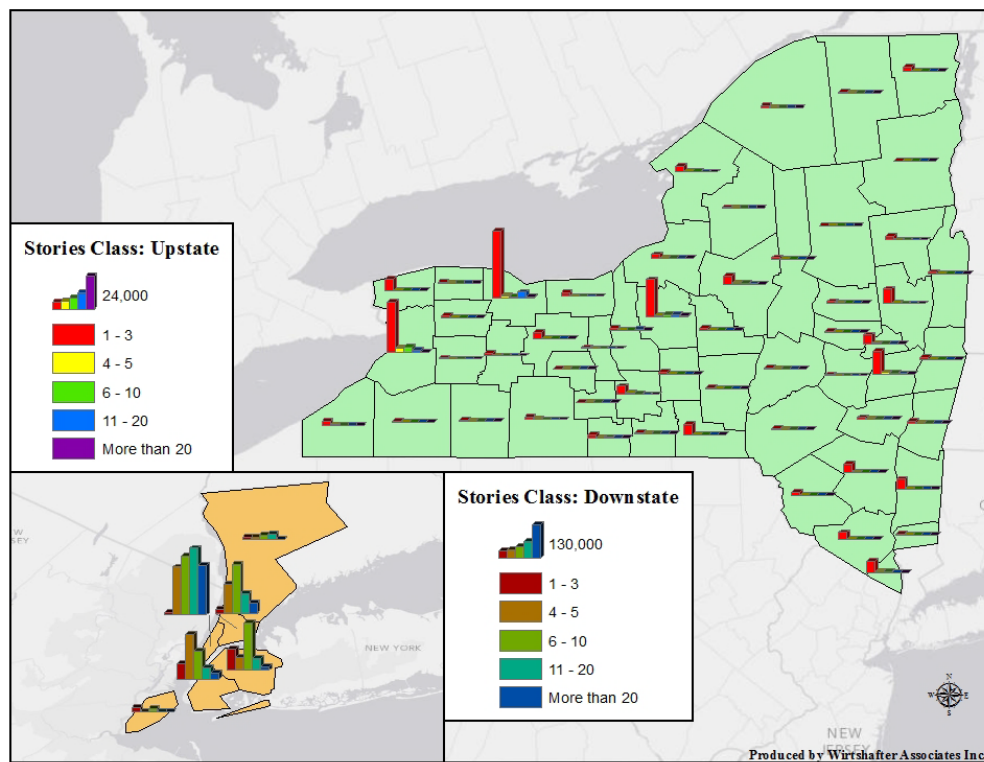 Stories Class: Upstate
24,000
1 - 3
4 - 5
6 - 10
11 - 20
More than 20
Stories Class: Downstate
130,000
1 - 3
4 - 5
6 - 10
11 - 20
More than 20
NEW YORK
NEW
JERSEY
N
W E
S
Produced by Wirtshafter Associates Inc